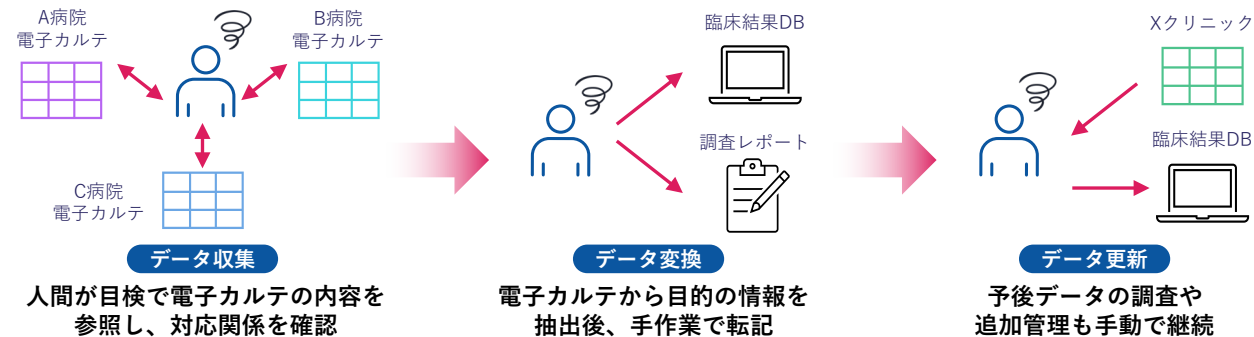 A病院
電子カルテ
B病院
電子カルテ
C病院
電子カルテ
データ収集
人間が目検で電子カルテの内容を
参照し、対応関係を確認
臨床結果DB
調査レポート
データ変換
電子カルテから目的の情報を
抽出後、手作業で転記
Xクリニック
臨床結果DB
データ更新
予後データの調査や
追加管理も手動で継続